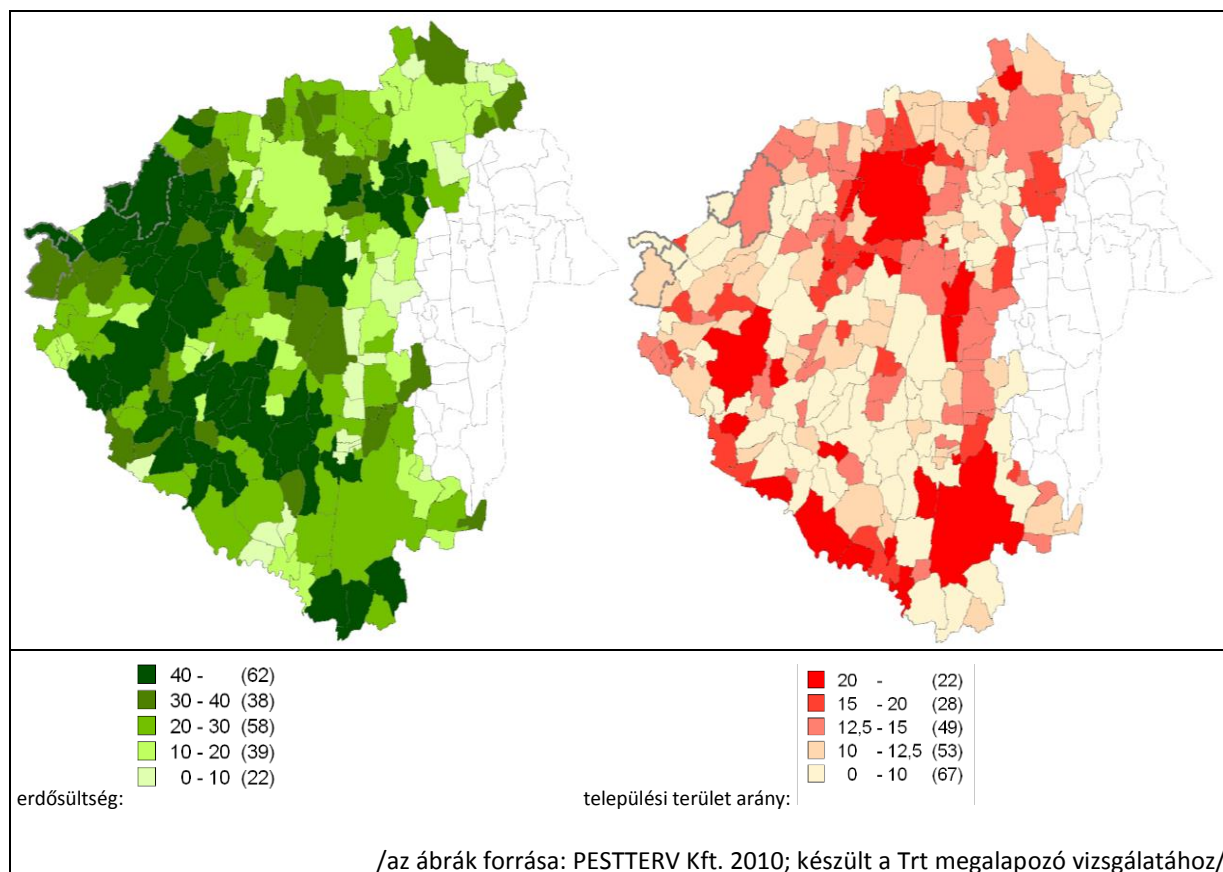 40 - (62)
30 - 40 (38)
20 - 30 (58)
10 - 20 (39)
0 - 10 (22)
erdősültség:
20 - (22)
15 - 20 (28)
12,5 - 15 (49)
10 - 12,5 (53)
0 - 10 (67)
települési terület arány:
/az ábrák forrása: PESTTERV Kft. 2010; készült a Trt megalapozó vizsgálatához/